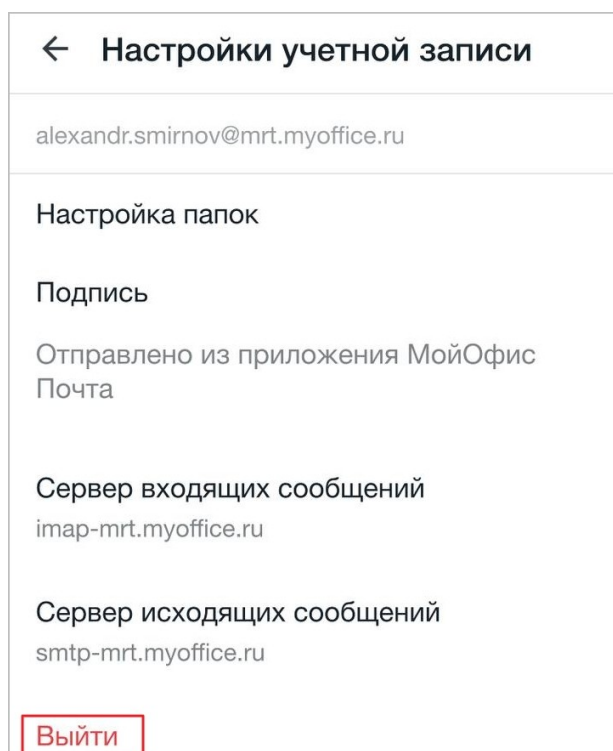 ← Настройки учетной записи
alexandr.smirnov@mrt.myoffice.ru
Настройка папок
Подпись
Отправлено из приложения МойОфис
Почта
Сервер входящих сообщений
imap-mrt.myoffice.ru
Сервер исходящих сообщений
smtp-mrt.myoffice.ru
Выйти